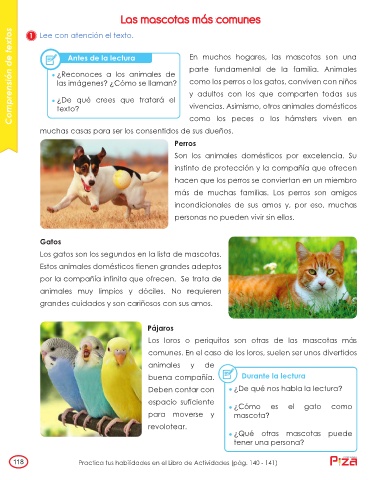 Las mascotas más comunes
Comprensión de textos
1 Lee con atención el texto.
Antes de la lectura
• ¿Reconoces a los animales de
las imágenes? ¿Cómo se llaman?
• ¿De qué crees que tratará el
texto?
En muchos hogares, las mascotas son una
parte fundamental de la familia. Animales
como los perros o los gatos, conviven con niños
y adultos con los que comparten todas sus
vivencias. Asimismo, otros animales domésticos
como los peces o los hámsters viven en
muchas casas para ser los consentidos de sus dueños.
Perros
Son los animales domésticos por excelencia. Su
instinto de protección y la compañía que ofrecen
hacen que los perros se conviertan en un miembro
más de muchas familias. Los perros son amigos
incondicionales de sus amos y, por eso, muchas
personas no pueden vivir sin ellos.
Gatos
Los gatos son los segundos en la lista de mascotas.
Estos animales domésticos tienen grandes adeptos
por la compañía infinita que ofrecen. Se trata de
animales muy limpios y dóciles. No requieren
grandes cuidados y son cariñosos con sus amos.
Pájaros
Los loros o periquitos son otras de las mascotas más
comunes. En el caso de los loros, suelen ser unos divertidos
animales y de
buena compañía.
Deben contar con
espacio suficiente
para moverse y
revolotear.
Durante la lectura
• ¿De qué nos habla la lectura?
• ¿Cómo es el gato como
mascota?
• ¿Qué otras mascotas puede
tener una persona?
118
Practica tus habilidades en el Libro de Actividades (pág. 140 - 141)